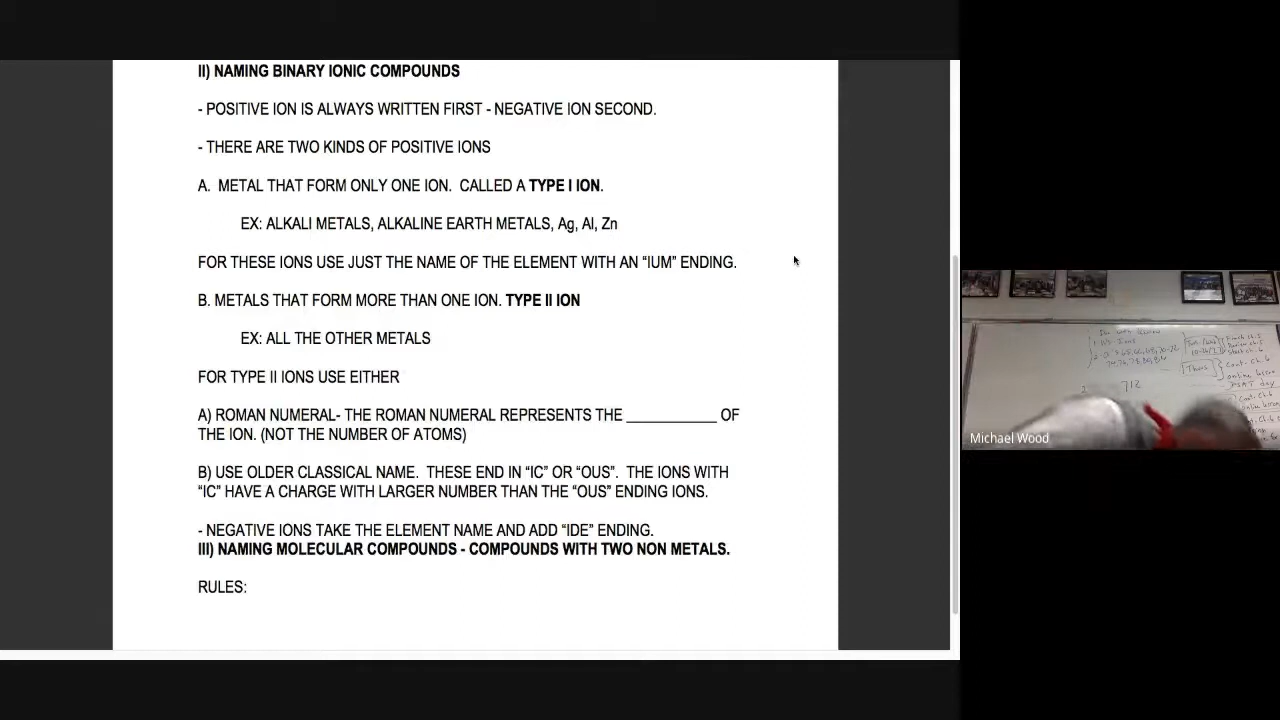 II) NAMING BINARY IONIC COMPOUNDS
- POSITIVE ION IS ALWAYS WRITTEN FIRST - NEGATIVE ION SECOND.
- THERE ARE TWO KINDS OF POSITIVE IONS
A. METAL THAT FORM ONLY ONE ION. CALLED A TYPE I ION.
EX: ALKALI METALS, ALKALINE EARTH METALS, Ag, Al, Zn
FOR THESE IONS USE JUST THE NAME OF THE ELEMENT WITH AN “IUM” ENDING.
B. METALS THAT FORM MORE THAN ONE ION. TYPE II ION
EX: ALL THE OTHER METALS
FOR TYPE II IONS USE EITHER
A) ROMAN NUMERAL- THE ROMAN NUMERAL REPRESENTS THE ____________ OF
THE ION. (NOT THE NUMBER OF ATOMS)
B) USE OLDER CLASSICAL NAME. THESE END IN “IC” OR “OUS”. THE IONS WITH
“IC” HAVE A CHARGE WITH LARGER NUMBER THAN THE “OUS” ENDING IONS.
- NEGATIVE IONS TAKE THE ELEMENT NAME AND ADD “IDE” ENDING.
III) NAMING MOLECULAR COMPOUNDS - COMPOUNDS WITH TWO NON METALS.
RULES:
712
Michael Wood